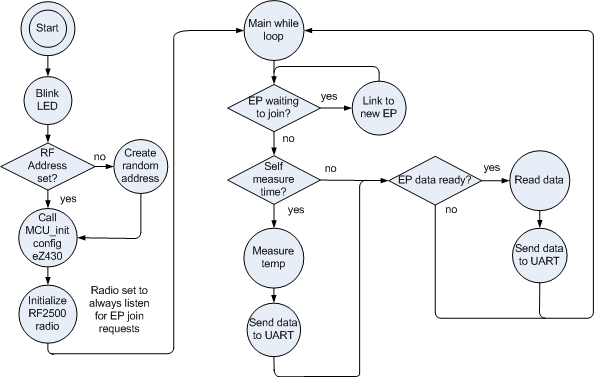 Start
Blink
LED
RF
Address
set?
no
Create
random
address
yes
Call
MCU_init
config
eZ430
Initialize
RF2500
radio
Radio set to
always listen
for EP join
requests
Main while
loop
EP waiting
to join?
yes
Link to
new EP
no
Self
measure
time?
no
yes
Measure
temp
Send data
to UART
EP data ready?
yes
no
Read data
Send data
to UART